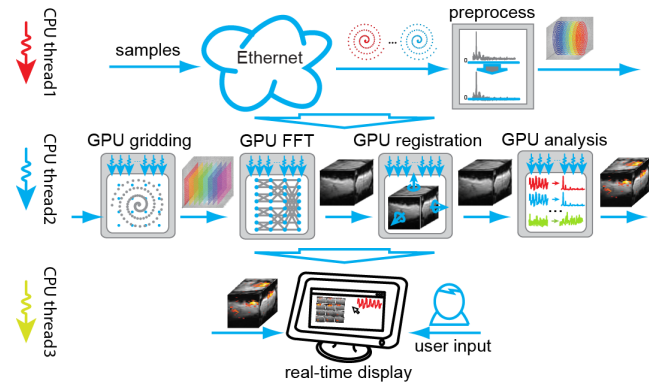 CPU thread1
samples
Ethernet
...
preprocess
0
0
CPU thread2
GPU gridding
GPU FFT
GPU registration
GPU analysis
...
CPU thread3
real-time display
user input